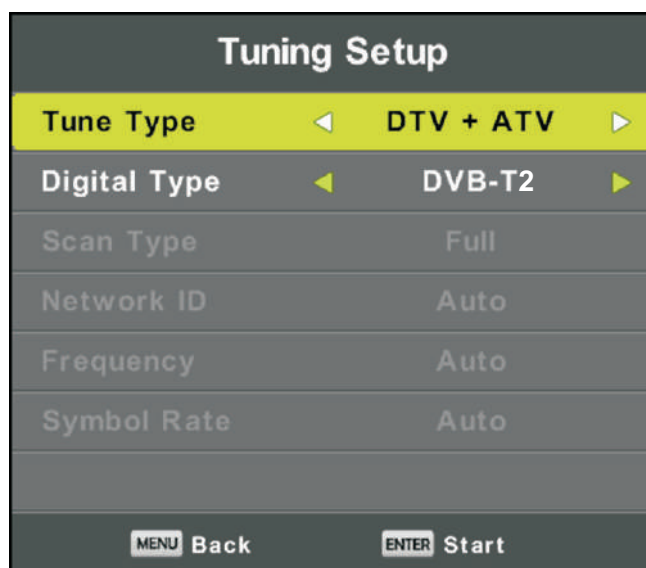 Tuning Setup
Tune Type DTV + ATV
Digital Type DVB-T2
Scan Type Full
Network ID Auto
Frequency Auto
Symbol Rate Auto
MENU Back ENTER Start